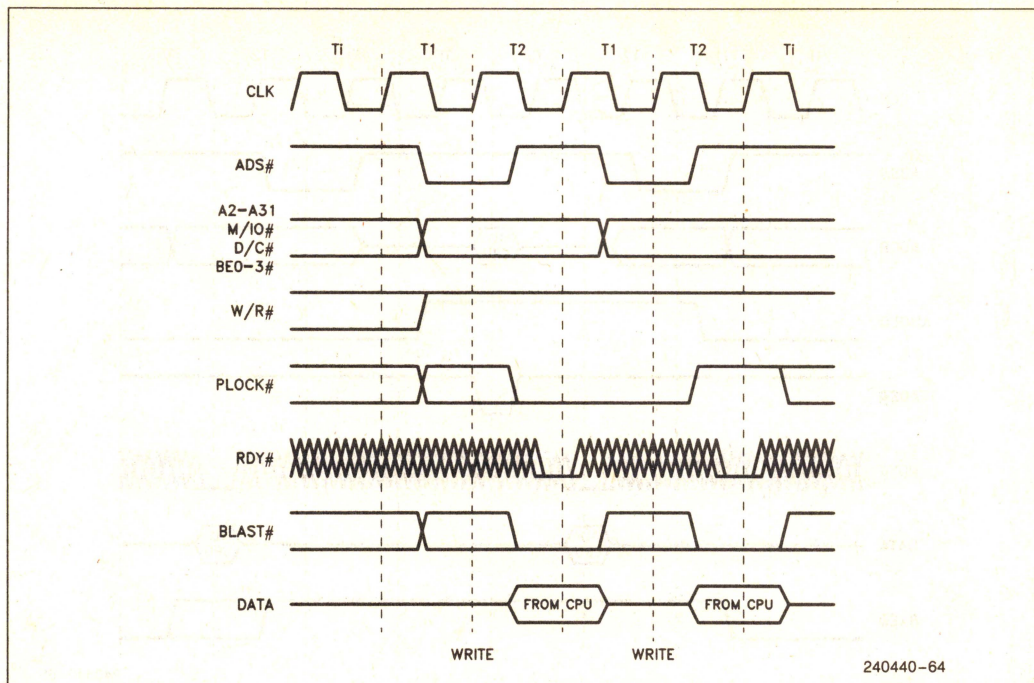 Ti T1 T2 T1 T2 Ti
CLK
ADS#
A2–A31
M/IO#
D/C#
BE0–3#
W/R#
PLOCK#
RDY#
BLAST#
DATA FROM CPU FROM CPU
WRITE WRITE
240440–64